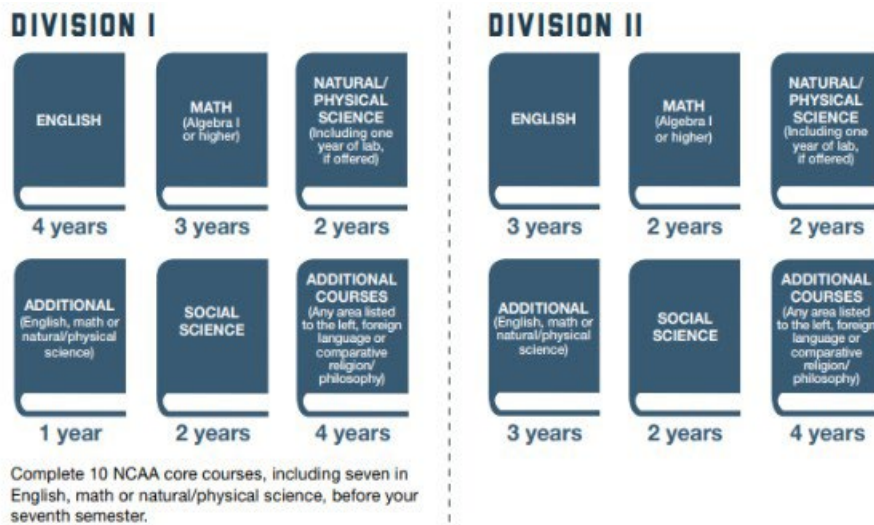 DIVISION I
ENGLISH
4 years
MATH
(Algebra I
or higher)
3 years
NATURAL/
PHYSICAL
SCIENCE
(Including one
year of lab,
if offered)
2 years
ADDITIONAL
(English, math or
natural/physical
science)
1 year
SOCIAL
SCIENCE
2 years
ADDITIONAL
COURSES
(Any area listed
to the left, foreign
language or
comparative
religion/
philosophy)
4 years
Complete 10 NCAA core courses, including seven in
English, math or natural/physical science, before your
seventh semester.
DIVISION II
ENGLISH
3 years
MATH
(Algebra I
or higher)
2 years
NATURAL/
PHYSICAL
SCIENCE
(Including one
year of lab,
if offered)
2 years
ADDITIONAL
(English, math or
natural/physical
science)
3 years
SOCIAL
SCIENCE
2 years
ADDITIONAL
COURSES
(Any area listed
to the left, foreign
language or
comparative
religion/
philosophy)
4 years